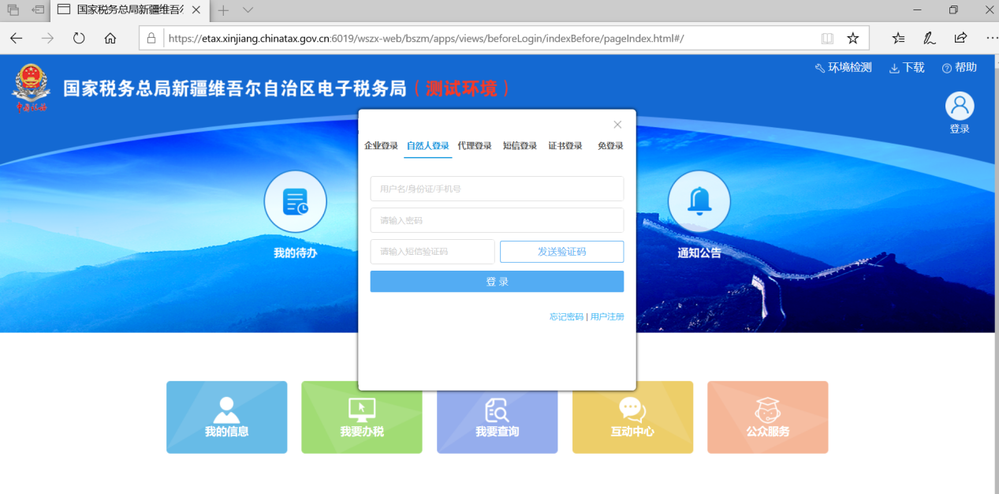 国家税务总局新疆维吾尔
https://etax.xinjiang.chinatax.gov.cn:6019/wszx-web/bszm/apps/views/beforeLogin/indexBefore/pageIndex.html#/
环境检测 下载 帮助
国家税务总局新疆维吾尔自治区电子税务局（测试环境）
中国税务
登录
企业登录 自然人登录 代理登录 短信登录 证书登录 免登录
用户名/身份证/手机号
请输入密码
请输入短信验证码 发送验证码
登 录
忘记密码 | 用户注册
我的待办
通知公告
我的信息 我要办税 我要查询 互动中心 公众服务